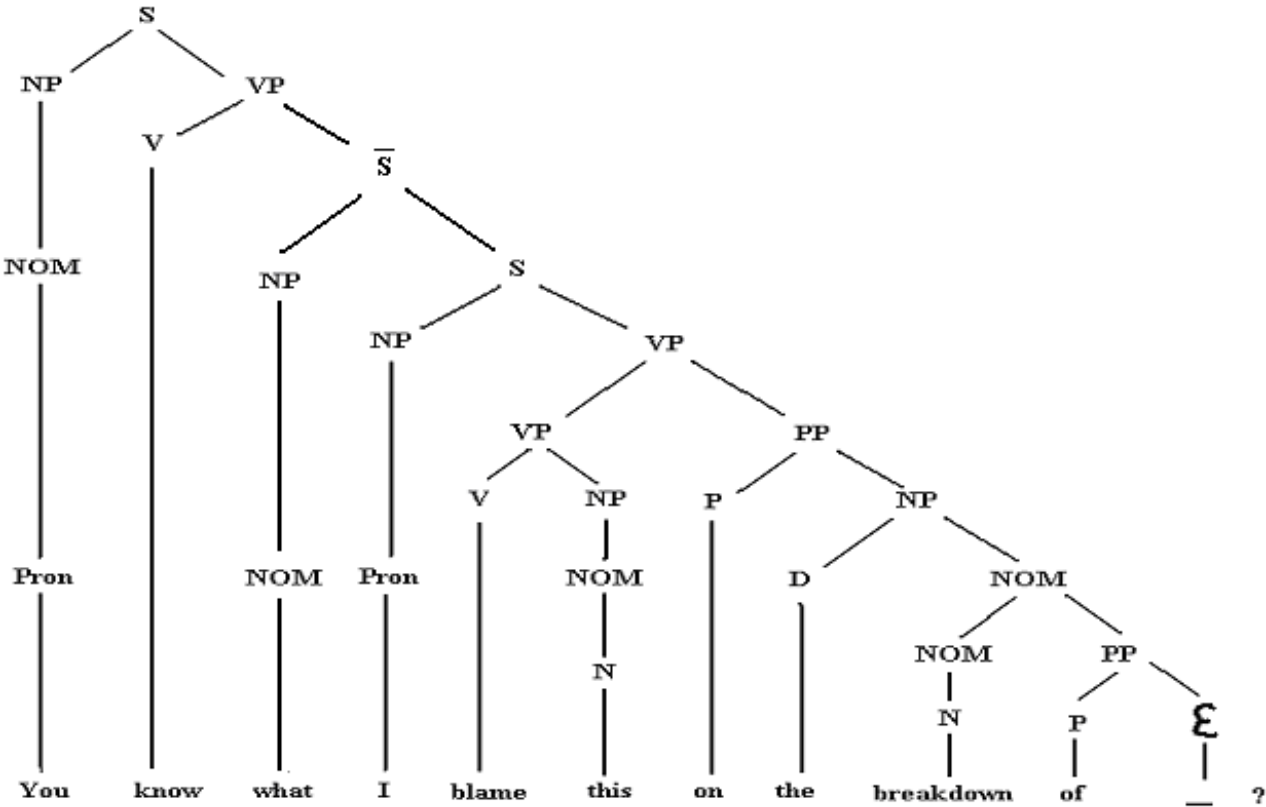 S
NP VP
V
S̅
NOM NP S
NP VP
VP PP
V NP P NP
Pron NOM Pron NOM D NOM
NOM PP
N
N P ε
You know what I blame this on the breakdown of __ ?